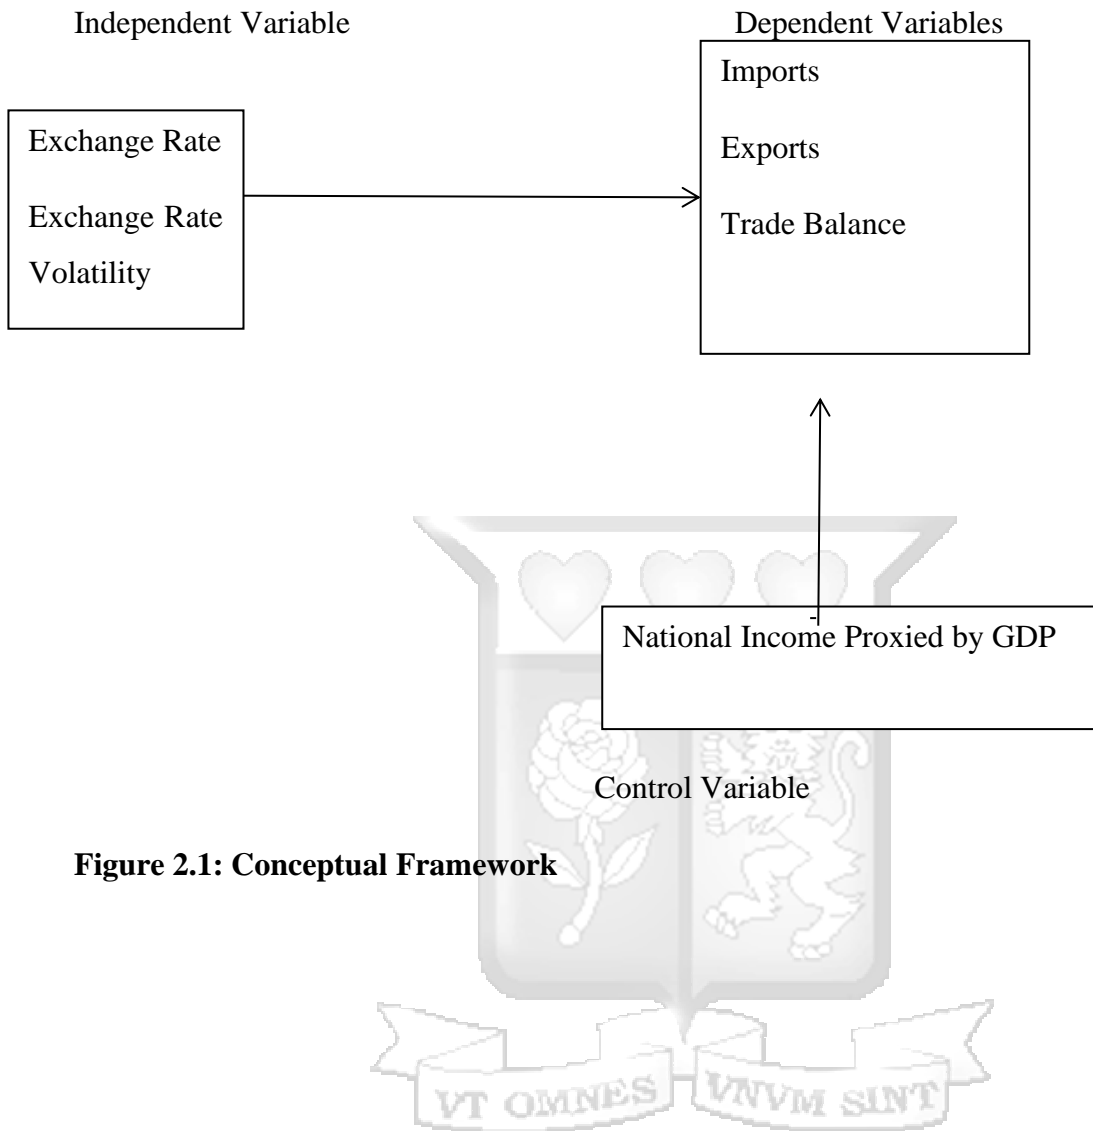 Independent Variable
Dependent Variables
Exchange Rate
Exchange Rate
Volatility
Imports
Exports
Trade Balance
National Income Proxied by GDP
Control Variable
Figure 2.1: Conceptual Framework
VT OMNES VNVM SINT